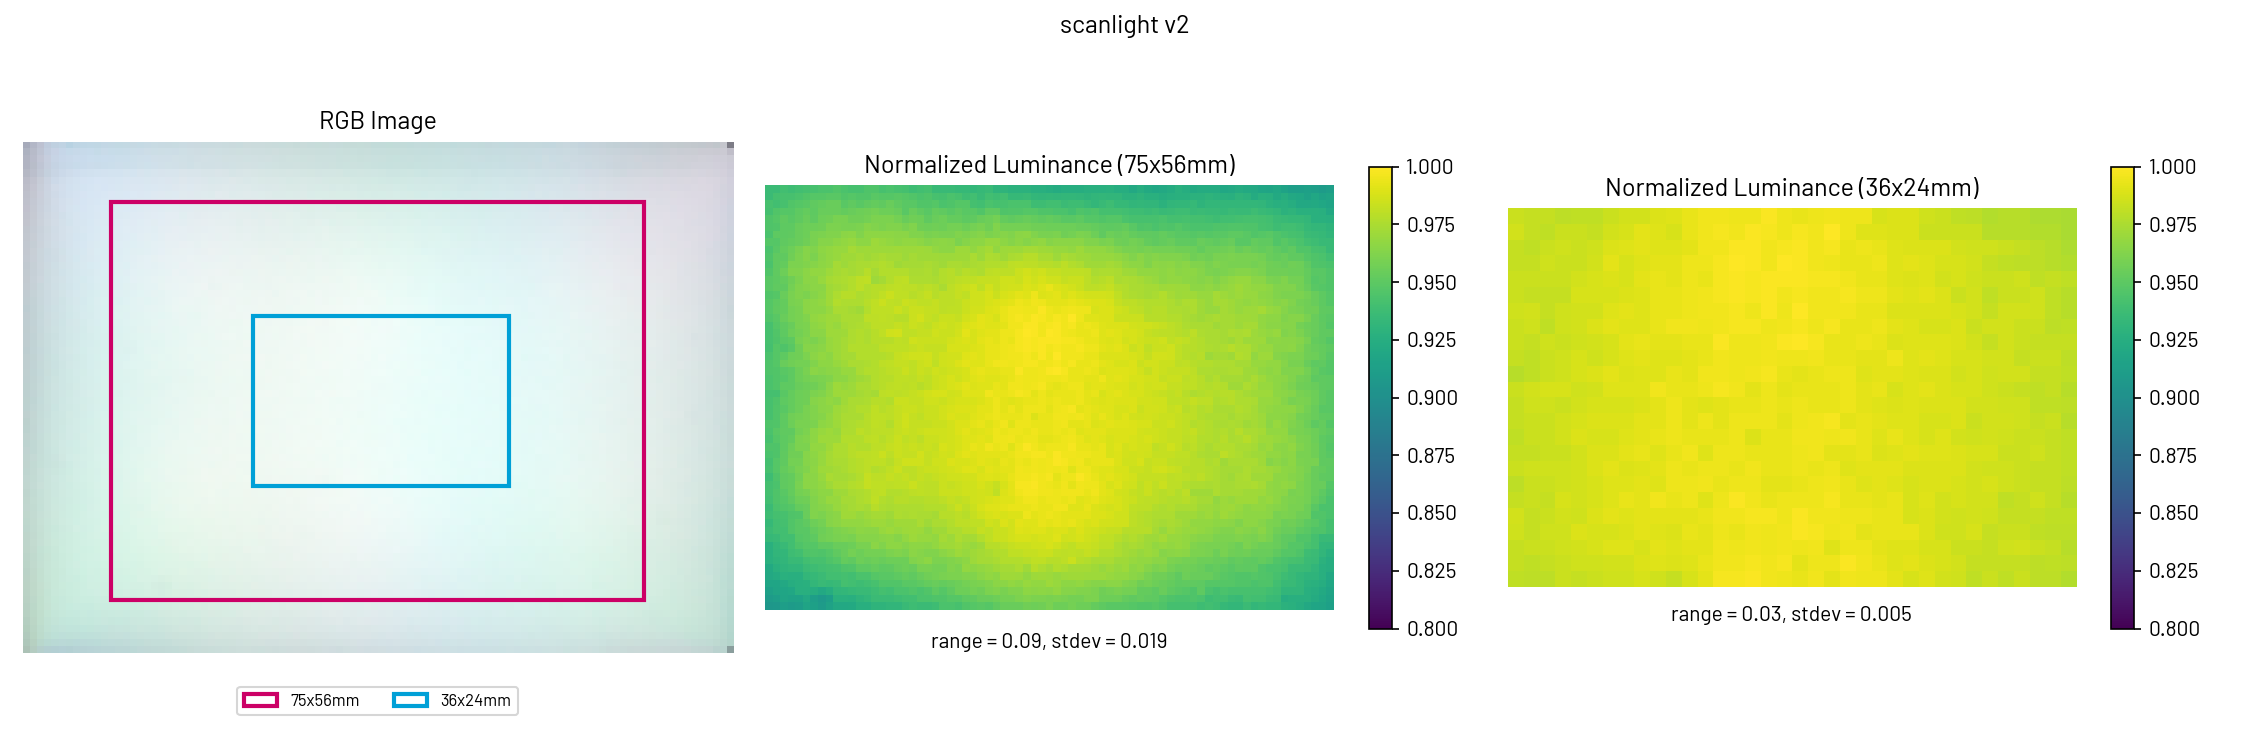 scanlight v2
RGB Image
75x56mm
36x24mm
Normalized Luminance (75x56mm)
range = 0.09, stdev = 0.019
1.000
0.975
0.950
0.925
0.900
0.875
0.850
0.825
0.800
Normalized Luminance (36x24mm)
range = 0.03, stdev = 0.005
1.000
0.975
0.950
0.925
0.900
0.875
0.850
0.825
0.800